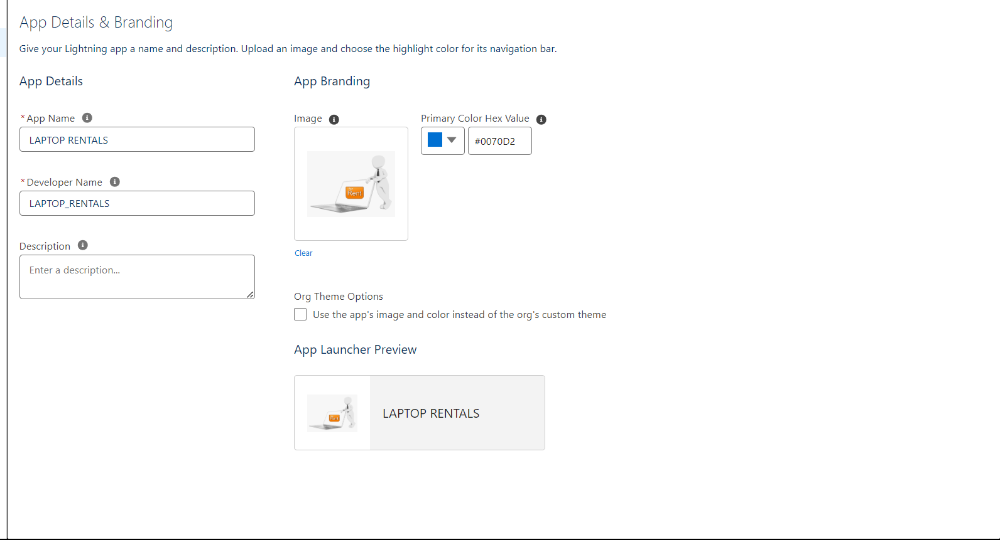 App Details & Branding
Give your Lightning app a name and description. Upload an image and choose the highlight color for its navigation bar.
App Details
App Branding
*App Name
LAPTOP RENTALS
*Developer Name
LAPTOP_RENTALS
Description
Enter a description...
Image
Primary Color Hex Value
#0070D2
Rent
Clear
Org Theme Options
Use the app's image and color instead of the org's custom theme
App Launcher Preview
Rent
LAPTOP RENTALS